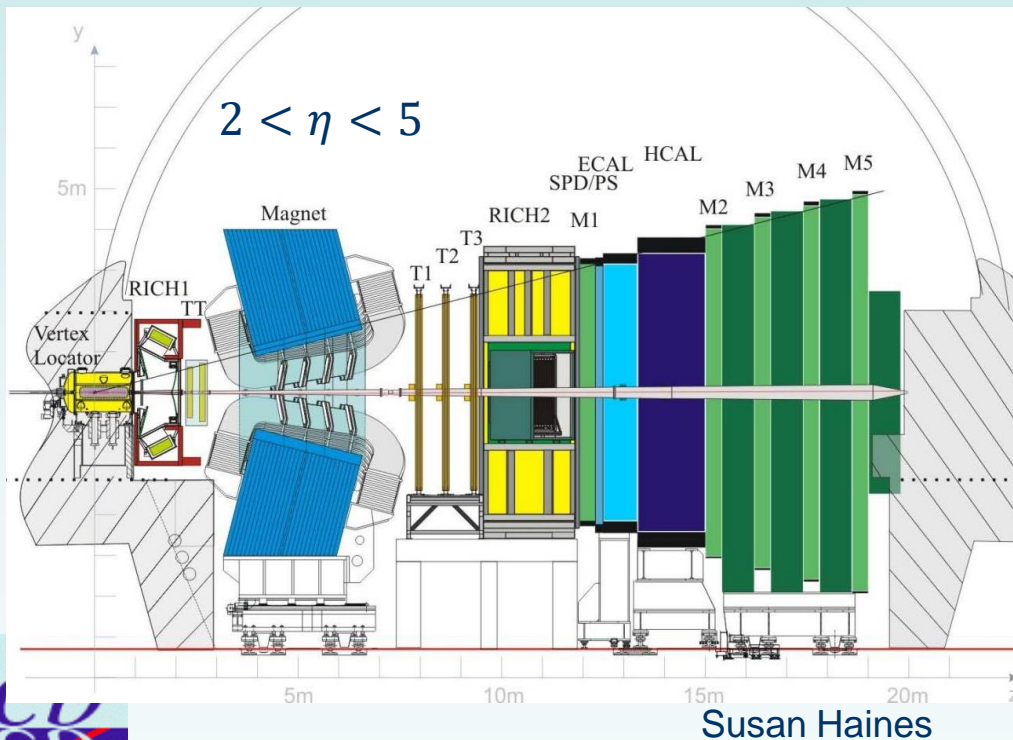 y
2 < η < 5
ECAL HCAL
SPD/PS
M5
M4
M3
M2
M1
5m
Magnet
RICH2
T3
T2
T1
RICH1
TT
Vertex
Locator
5m 10m 15m 20m z
Susan Haines